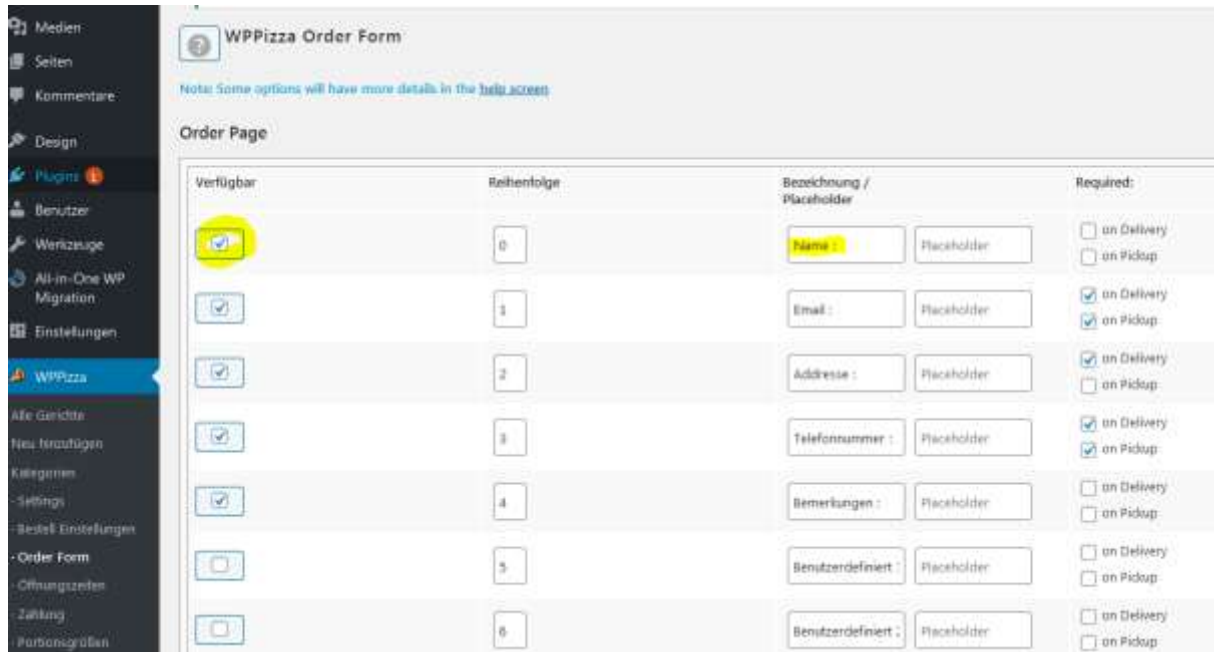 Medien
Seiten
Kommentare
Design
Plugins 1
Benutzer
Werkzeuge
All-in-One WP
Migration
Einstellungen
WPPizza
Alle Gerichte
Neu hinzufügen
Kategorien
- Settings
- Bestell Einstellungen
- Order Form
- Öffnungszeiten
- Zahlung
- Portionsgrößen
WPPizza Order Form
Note: Some options will have more details in the help screen
Order Page
Verfügbar Reihenfolge Bezeichnung / Required:
Placeholder
0 Name : Placeholder on Delivery
on Pickup
1 Email : Placeholder on Delivery
on Pickup
2 Addresse : Placeholder on Delivery
on Pickup
3 Telefonnummer : Placeholder on Delivery
on Pickup
4 Bemerkungen : Placeholder on Delivery
on Pickup
5 Benutzerdefiniert Placeholder on Delivery
on Pickup
6 Benutzerdefiniert Placeholder on Delivery
on Pickup